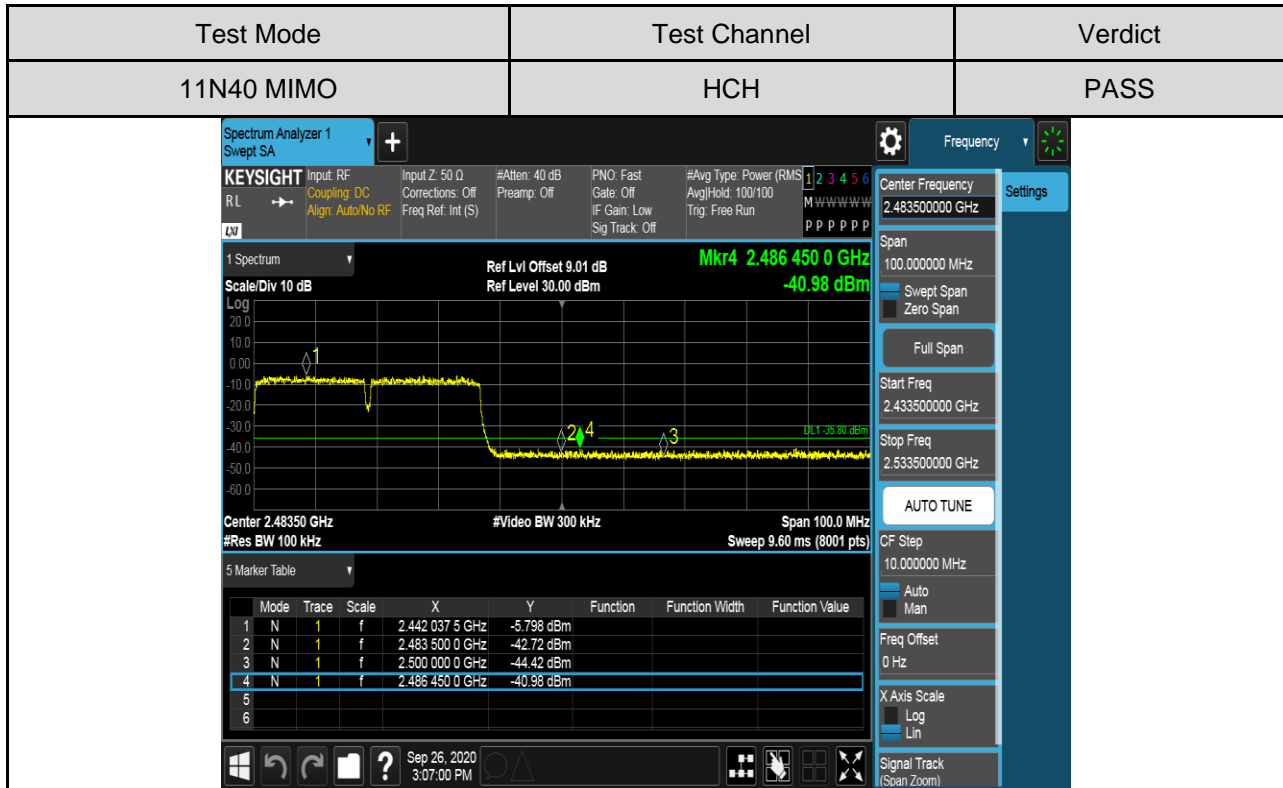 Test Mode Test Channel Verdict
11N40 MIMO HCH PASS
Spectrum Analyzer 1
Swept SA
+
Frequency
KEYSIGHT Input: RF Input Z: 50 Ω #Atten: 40 dB PNO: Fast #Avg Type: Power (RMS 1 2 3 4 5 6
RL Coupling: DC Corrections: Off Preamp: Off Gate: Off Avg|Hold: 100/100 M W W W W W
Align: Auto/No RF Freq Ref: Int (S) IF Gain: Low Trig: Free Run
LXI Sig Track: Off P P P P P P
Center Frequency
2.483500000 GHz
Settings
Span
100.000000 MHz
Swept Span
Zero Span
Full Span
Start Freq
2.433500000 GHz
Stop Freq
2.533500000 GHz
AUTO TUNE
CF Step
10.000000 MHz
Auto
Man
Freq Offset
0 Hz
X Axis Scale
Log
Lin
Signal Track
(Span Zoom)
1 Spectrum
Ref Lvl Offset 9.01 dB
Mkr4 2.486 450 0 GHz
Scale/Div 10 dB Ref Level 30.00 dBm -40.98 dBm
Log
20.0
10.0
0.00
-10.0
-20.0
-30.0
-40.0
-50.0
-60.0
1
2 4 3
DL1 -35.80 dBm
Center 2.48350 GHz #Video BW 300 kHz Span 100.0 MHz
#Res BW 100 kHz Sweep 9.60 ms (8001 pts)
5 Marker Table
Mode Trace Scale X Y Function Function Width Function Value
1 N 1 f 2.442 037 5 GHz -5.798 dBm
2 N 1 f 2.483 500 0 GHz -42.72 dBm
3 N 1 f 2.500 000 0 GHz -44.42 dBm
4 N 1 f 2.486 450 0 GHz -40.98 dBm
5
6
? Sep 26, 2020
3:07:00 PM